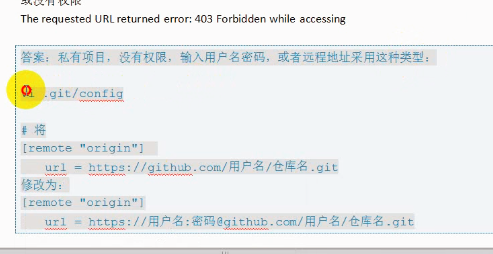 或没有权限
The requested URL returned error: 403 Forbidden while accessing
答案：私有项目，没有权限，输入用户名密码，或者远程地址采用这种类型：
vi .git/config
# 将
[remote "origin"]
url = https://github.com/用户名/仓库名.git
修改为：
[remote "origin"]
url = https://用户名:密码@github.com/用户名/仓库名.git